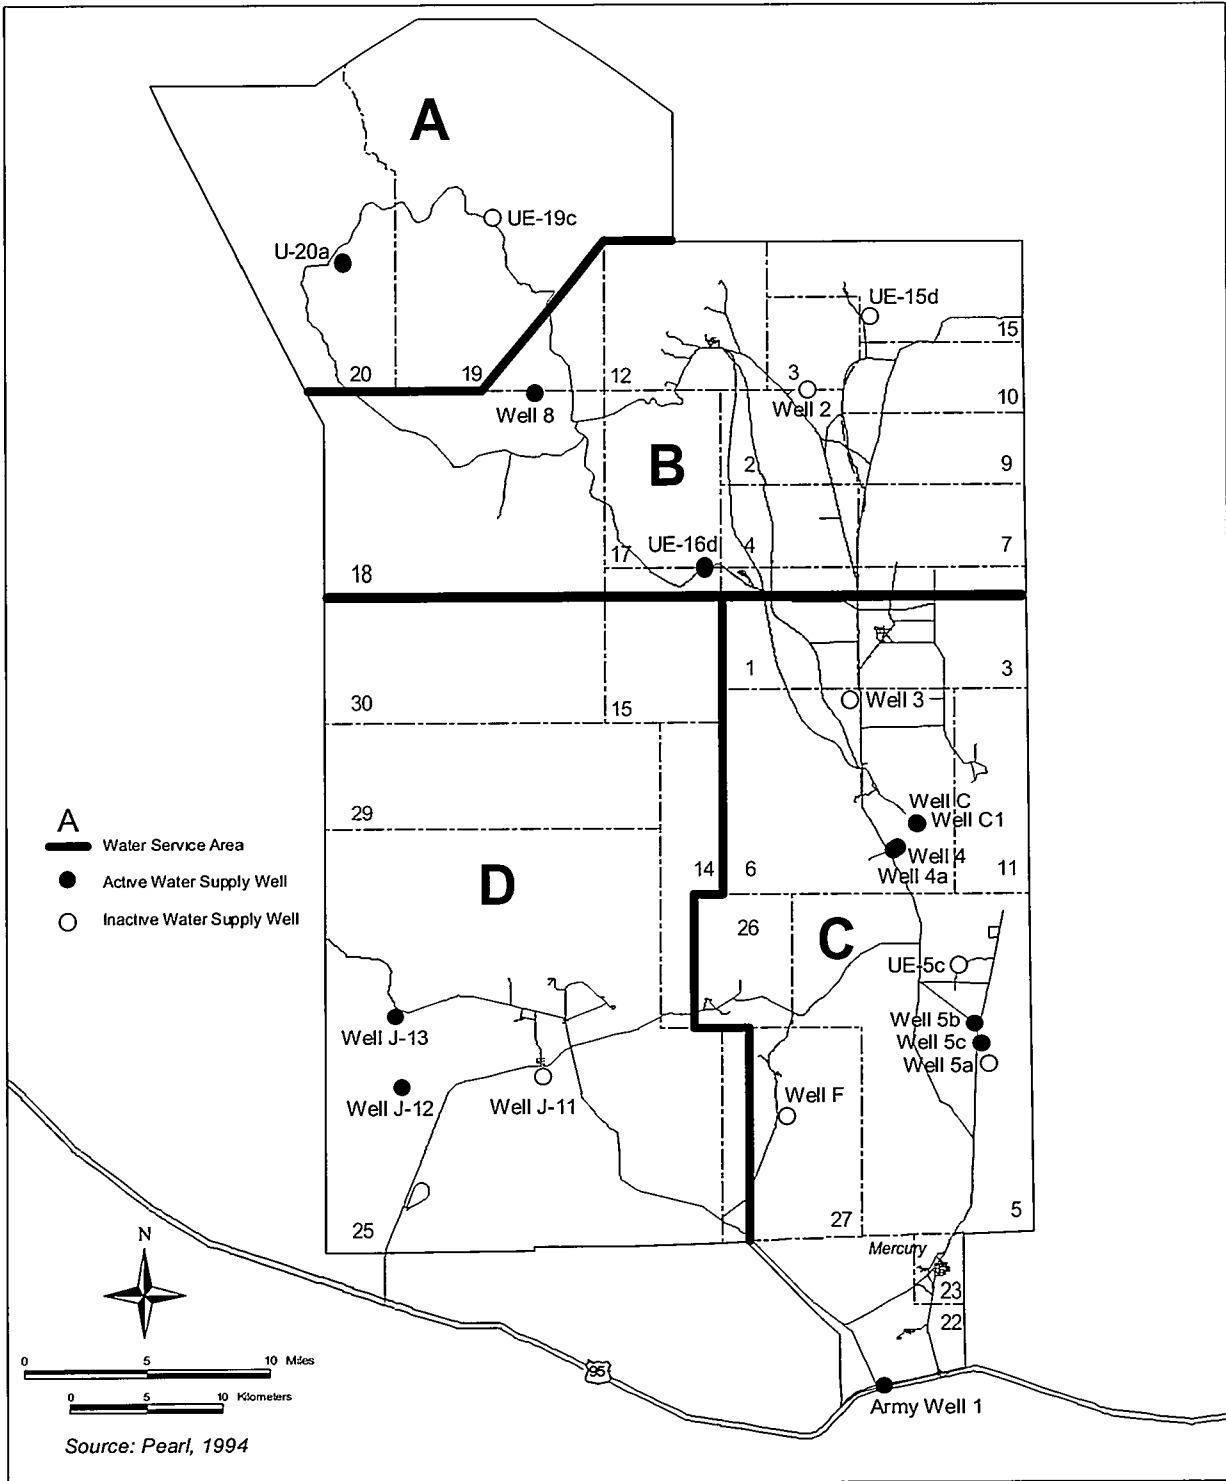 A
UE-19c
U-20a
UE-15d
15
20
19
12
3
10
Well 8
Well 2
B
2
9
UE-16d
17
4
7
18
1
3
30
15
Well 3
29
Well C
Well C1
Well 4
Well 4a
14
6
11
D
26
C
UE-5c
Well 5b
Well 5c
Well 5a
Well J-13
Well J-12
Well J-11
Well F
25
27
5
Mercury
23
22
95
Army Well 1
A
Water Service Area
Active Water Supply Well
Inactive Water Supply Well
N
0 5 10 Miles
0 5 10 Kilometers
Source: Pearl, 1994